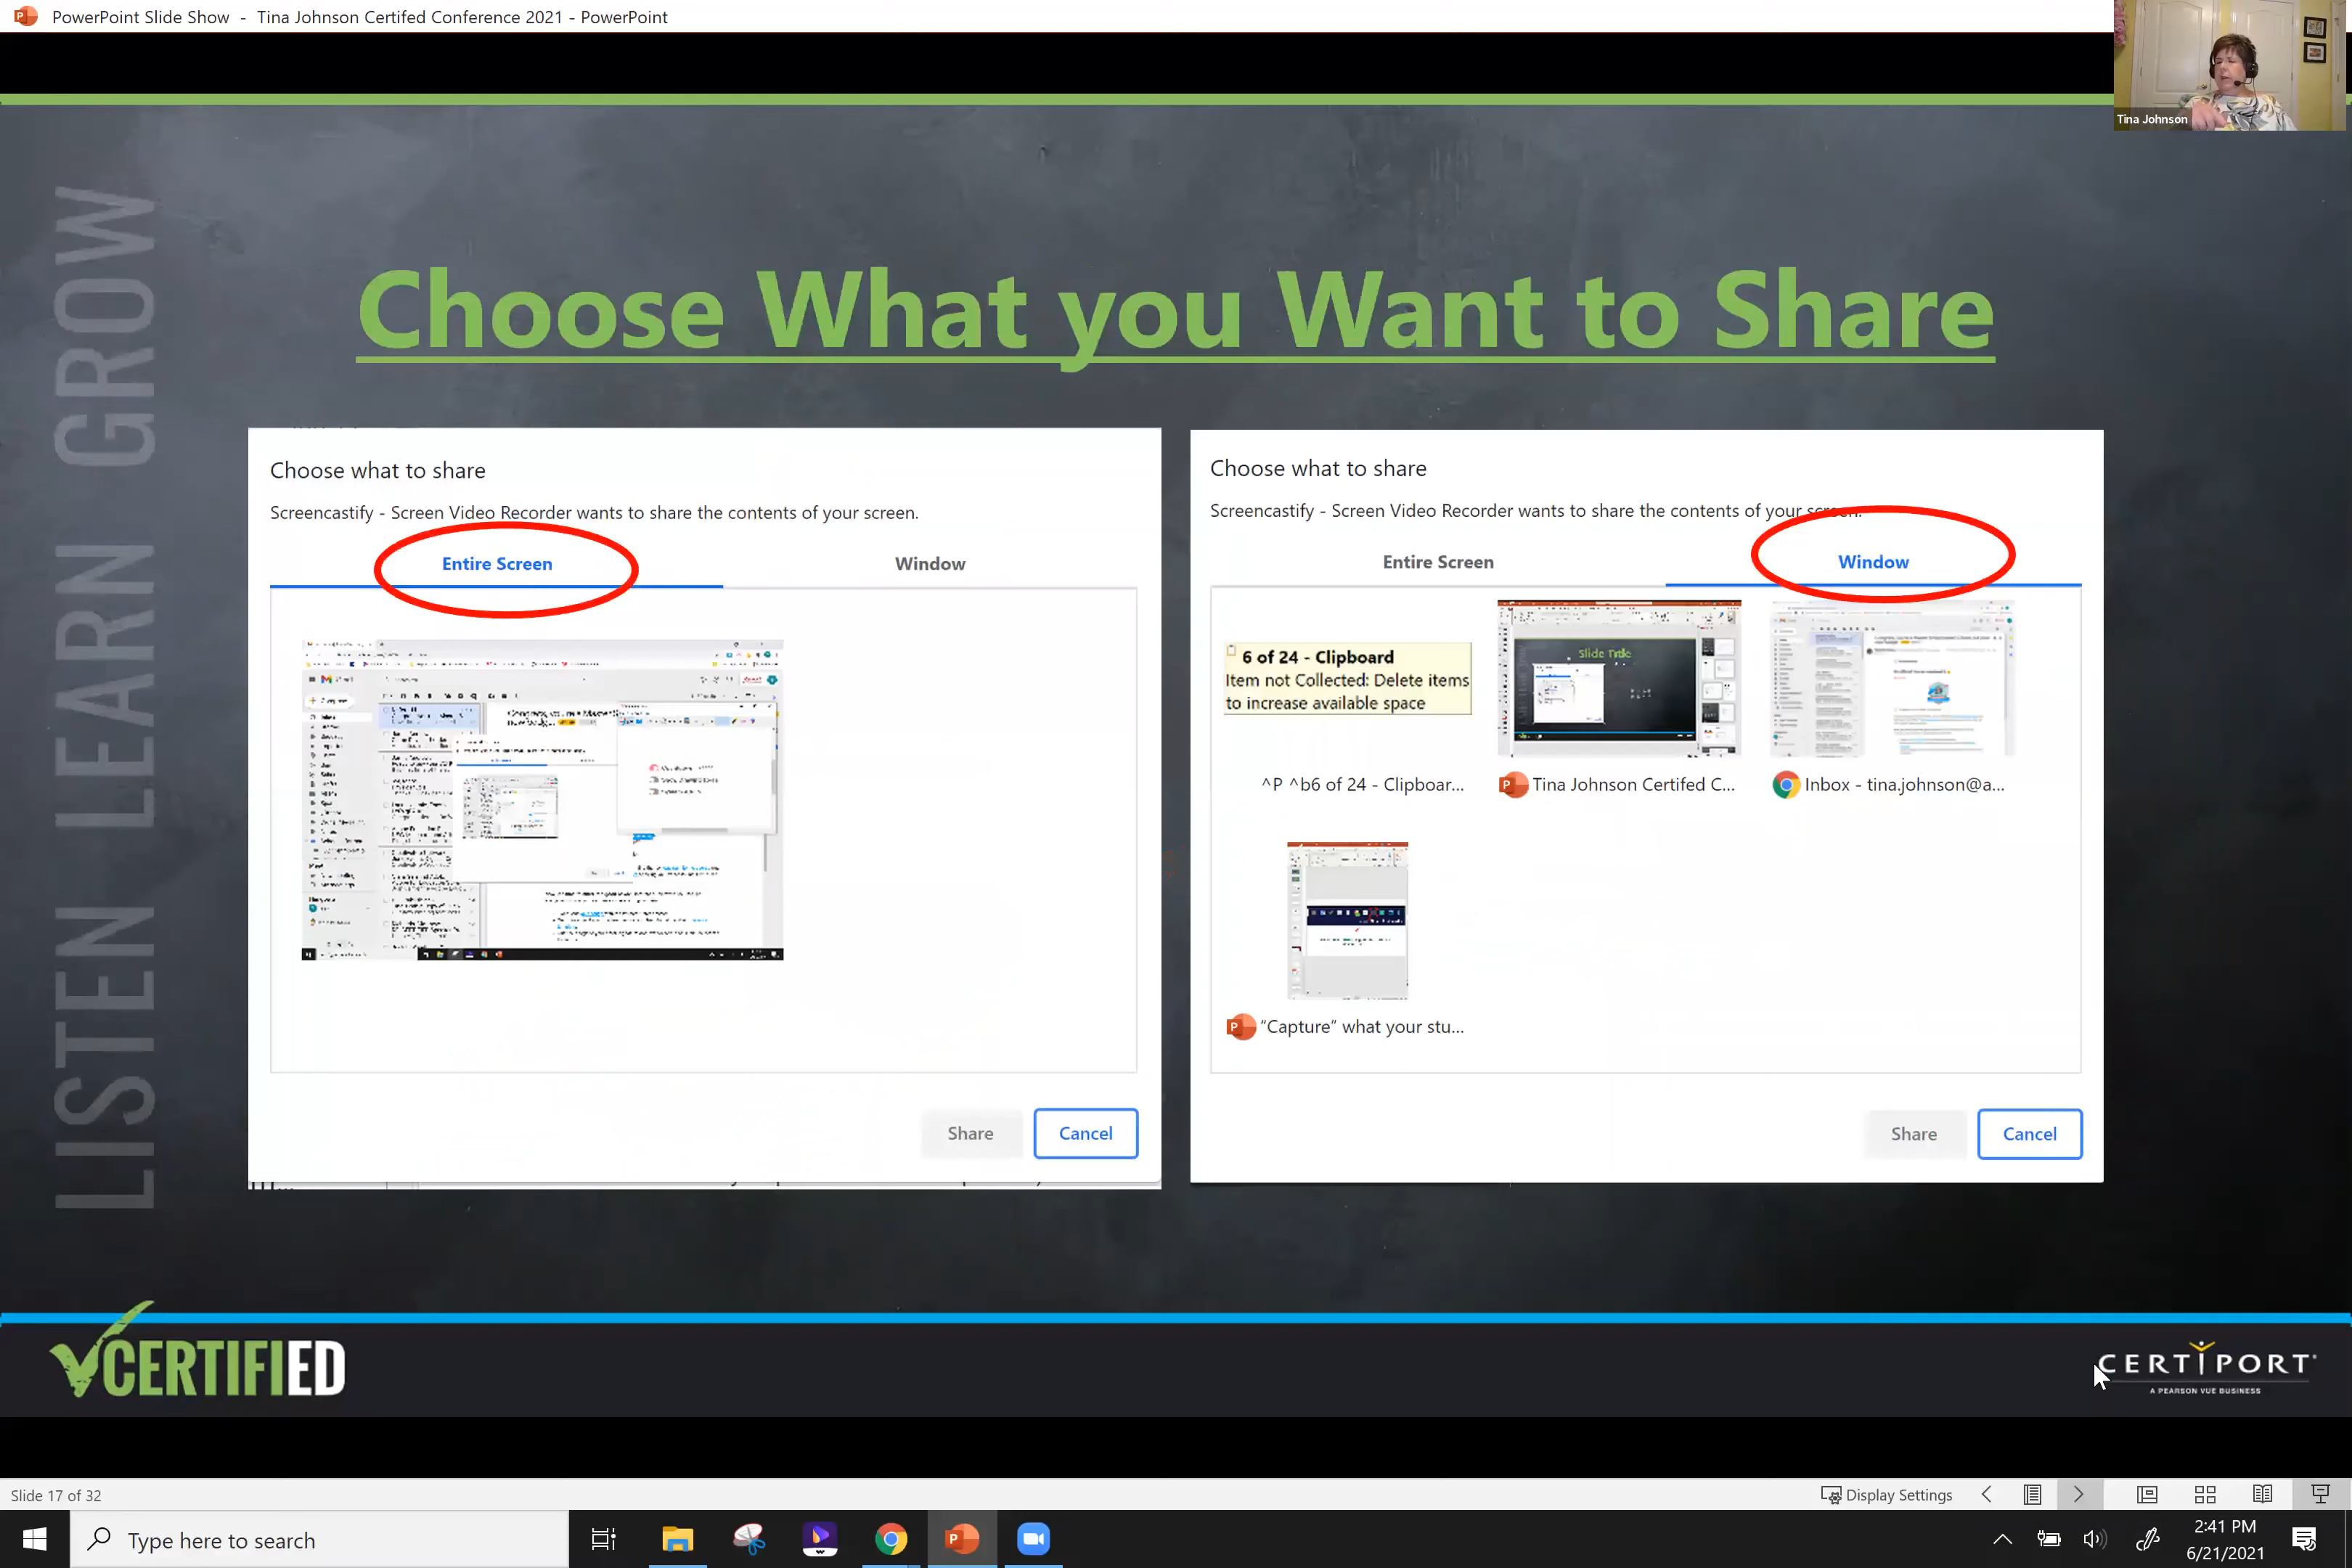 PowerPoint Slide Show - Tina Johnson Certifed Conference 2021 - PowerPoint
Tina Johnson
LISTEN LEARN GROW
Choose What you Want to Share
Choose what to share
Screencastify - Screen Video Recorder wants to share the contents of your screen.
Entire Screen
Window
Share
Cancel
Choose what to share
Screencastify - Screen Video Recorder wants to share the contents of your screen.
Entire Screen
Window
6 of 24 - Clipboard
Item not Collected: Delete items
to increase available space
Slide Title
^P ^b6 of 24 - Clipboar...
Tina Johnson Certifed C...
Inbox - tina.johnson@a...
"Capture" what your stu...
Share
Cancel
CERTIFIED
CERTIPORT
A PEARSON VUE BUSINESS
Slide 17 of 32
Display Settings
Type here to search
2:41 PM
6/21/2021